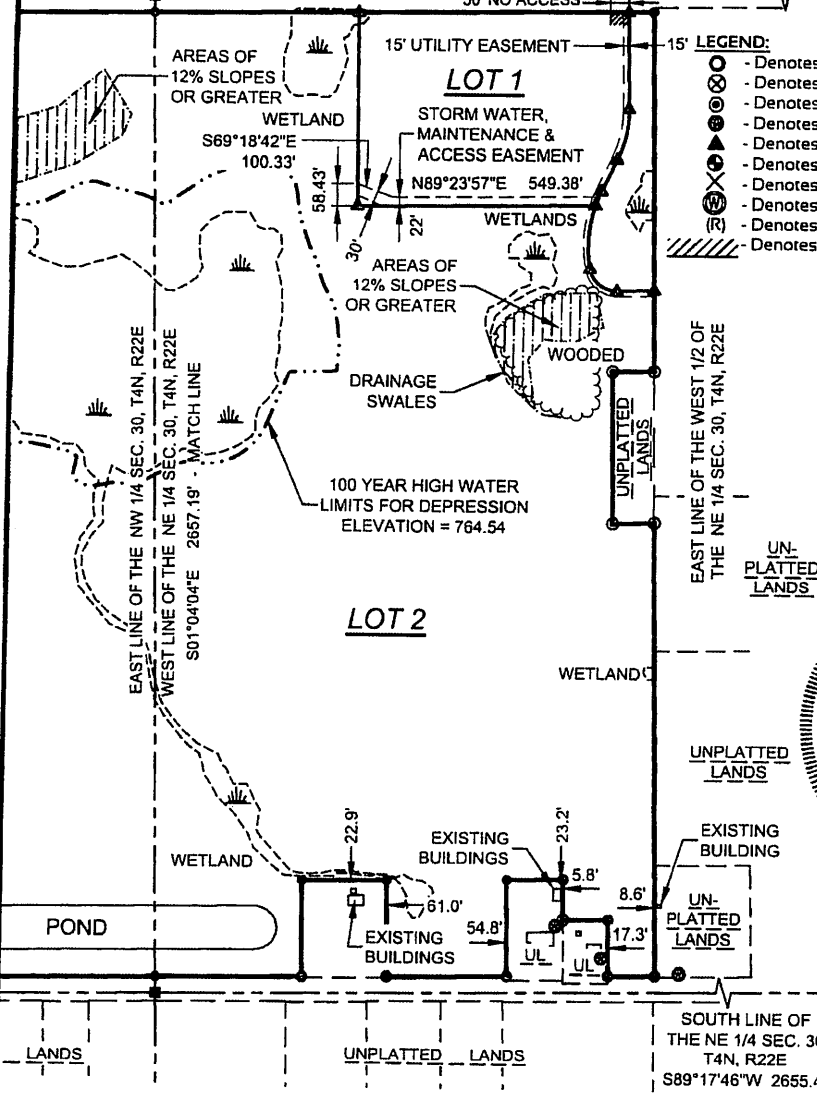 50' NO ACCESS
15' UTILITY EASEMENT
15'
LEGEND:
- Denotes
- Denotes
- Denotes
- Denotes
- Denotes
- Denotes
- Denotes
W - Denotes
(R) - Denotes
- Denotes
AREAS OF
12% SLOPES
OR GREATER
LOT 1
WETLAND
S69°18'42"E
100.33'
STORM WATER,
MAINTENANCE &
ACCESS EASEMENT
N89°23'57"E 549.38'
58.43'
30'
22'
WETLANDS
AREAS OF
12% SLOPES
OR GREATER
WOODED
DRAINAGE
SWALES
UNPLATTED
LANDS
EAST LINE OF THE WEST 1/2 OF
THE NE 1/4 SEC. 30, T4N, R22E
EAST LINE OF THE NW 1/4 SEC. 30, T4N, R22E
WEST LINE OF THE NE 1/4 SEC. 30, T4N, R22E
S01°04'04"E 2657.19' - MATCH LINE
100 YEAR HIGH WATER
LIMITS FOR DEPRESSION
ELEVATION = 764.54
UN-
PLATTED
LANDS
LOT 2
WETLAND
UNPLATTED
LANDS
WETLAND
22.9'
EXISTING
BUILDINGS
23.2'
5.8'
8.6'
EXISTING
BUILDING
61.0'
54.8'
UN-
PLATTED
LANDS
POND
EXISTING
BUILDINGS
UL
UL
17.3'
LANDS
UNPLATTED LANDS
SOUTH LINE OF
THE NE 1/4 SEC. 30
T4N, R22E
S89°17'46"W 2655.4